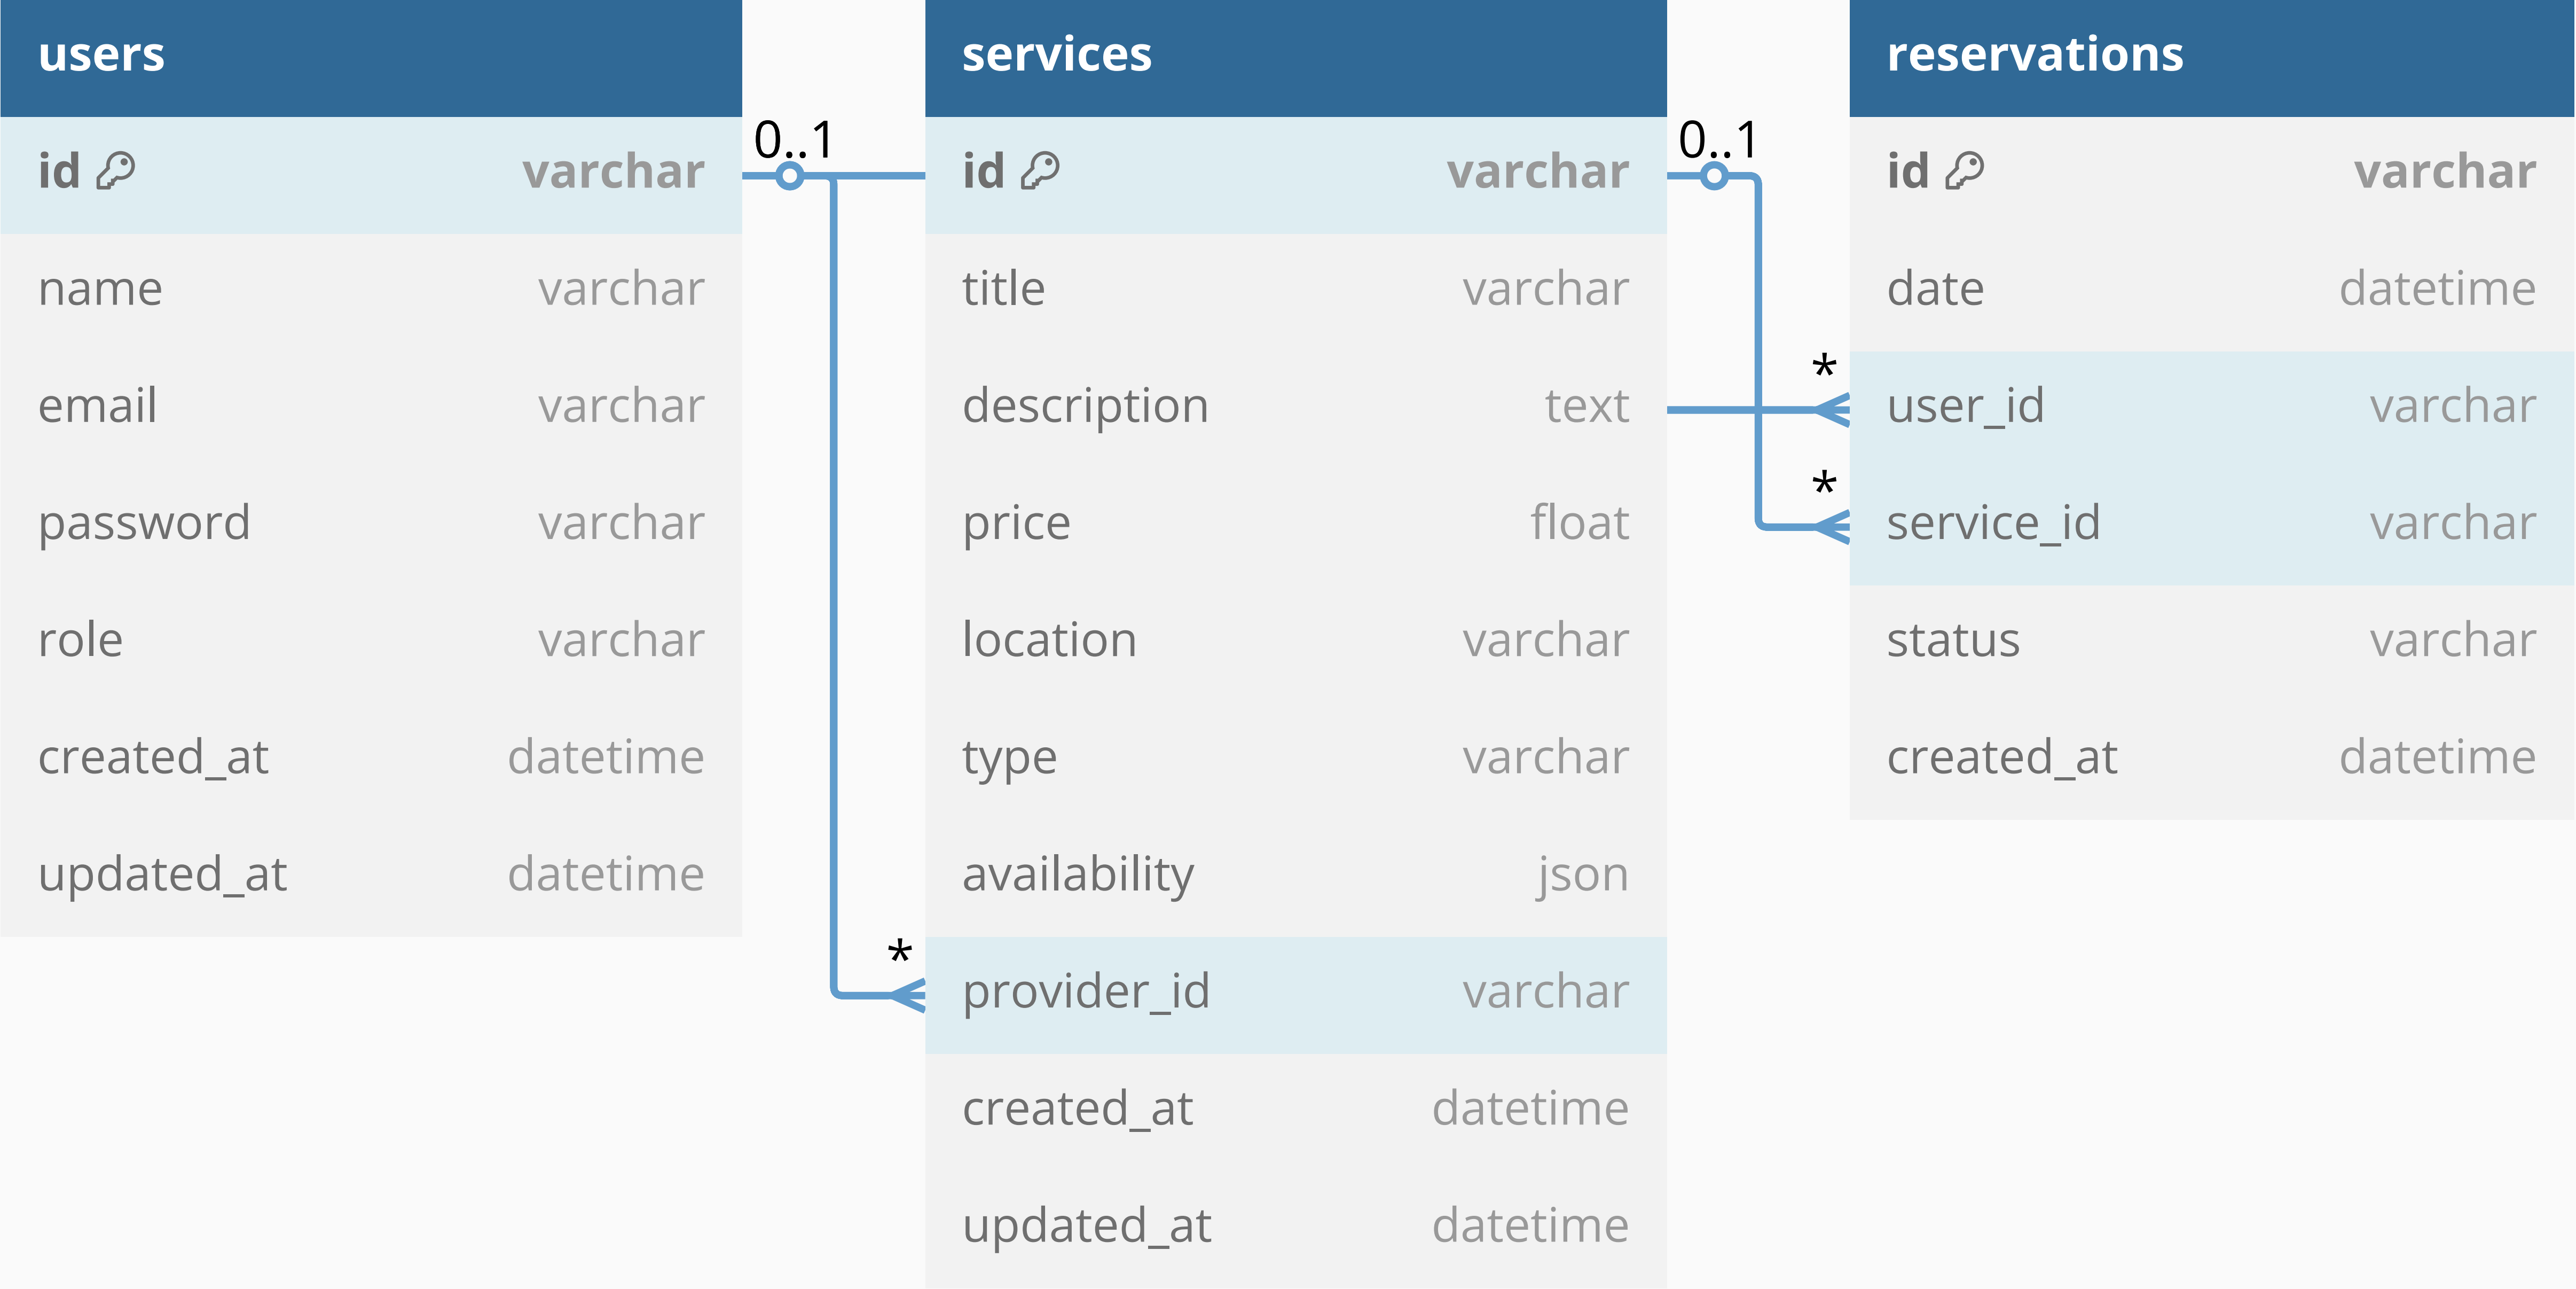 users
id varchar
name varchar
email varchar
password varchar
role varchar
created_at datetime
updated_at datetime
0..1
*
services
id varchar
title varchar
description text
price float
location varchar
type varchar
availability json
provider_id varchar
created_at datetime
updated_at datetime
0..1
*
*
reservations
id varchar
date datetime
user_id varchar
service_id varchar
status varchar
created_at datetime